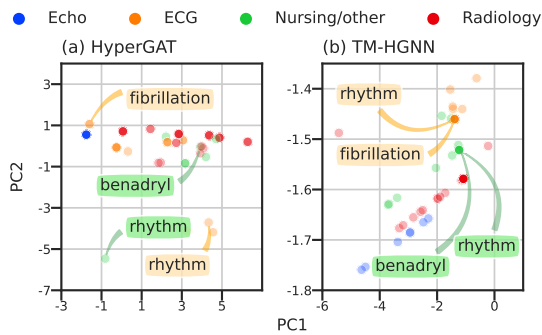 Echo ECG Nursing/other Radiology
(a) HyperGAT (b) TM-HGNN
3
1
-1
-3
-5
-7
-3 -1 1 3 5
PC2
fibrillation
benadryl
rhythm
rhythm
-1.4
-1.5
-1.6
-1.7
-1.8
-6 -4 -2 0
rhythm
fibrillation
rhythm
benadryl
PC1